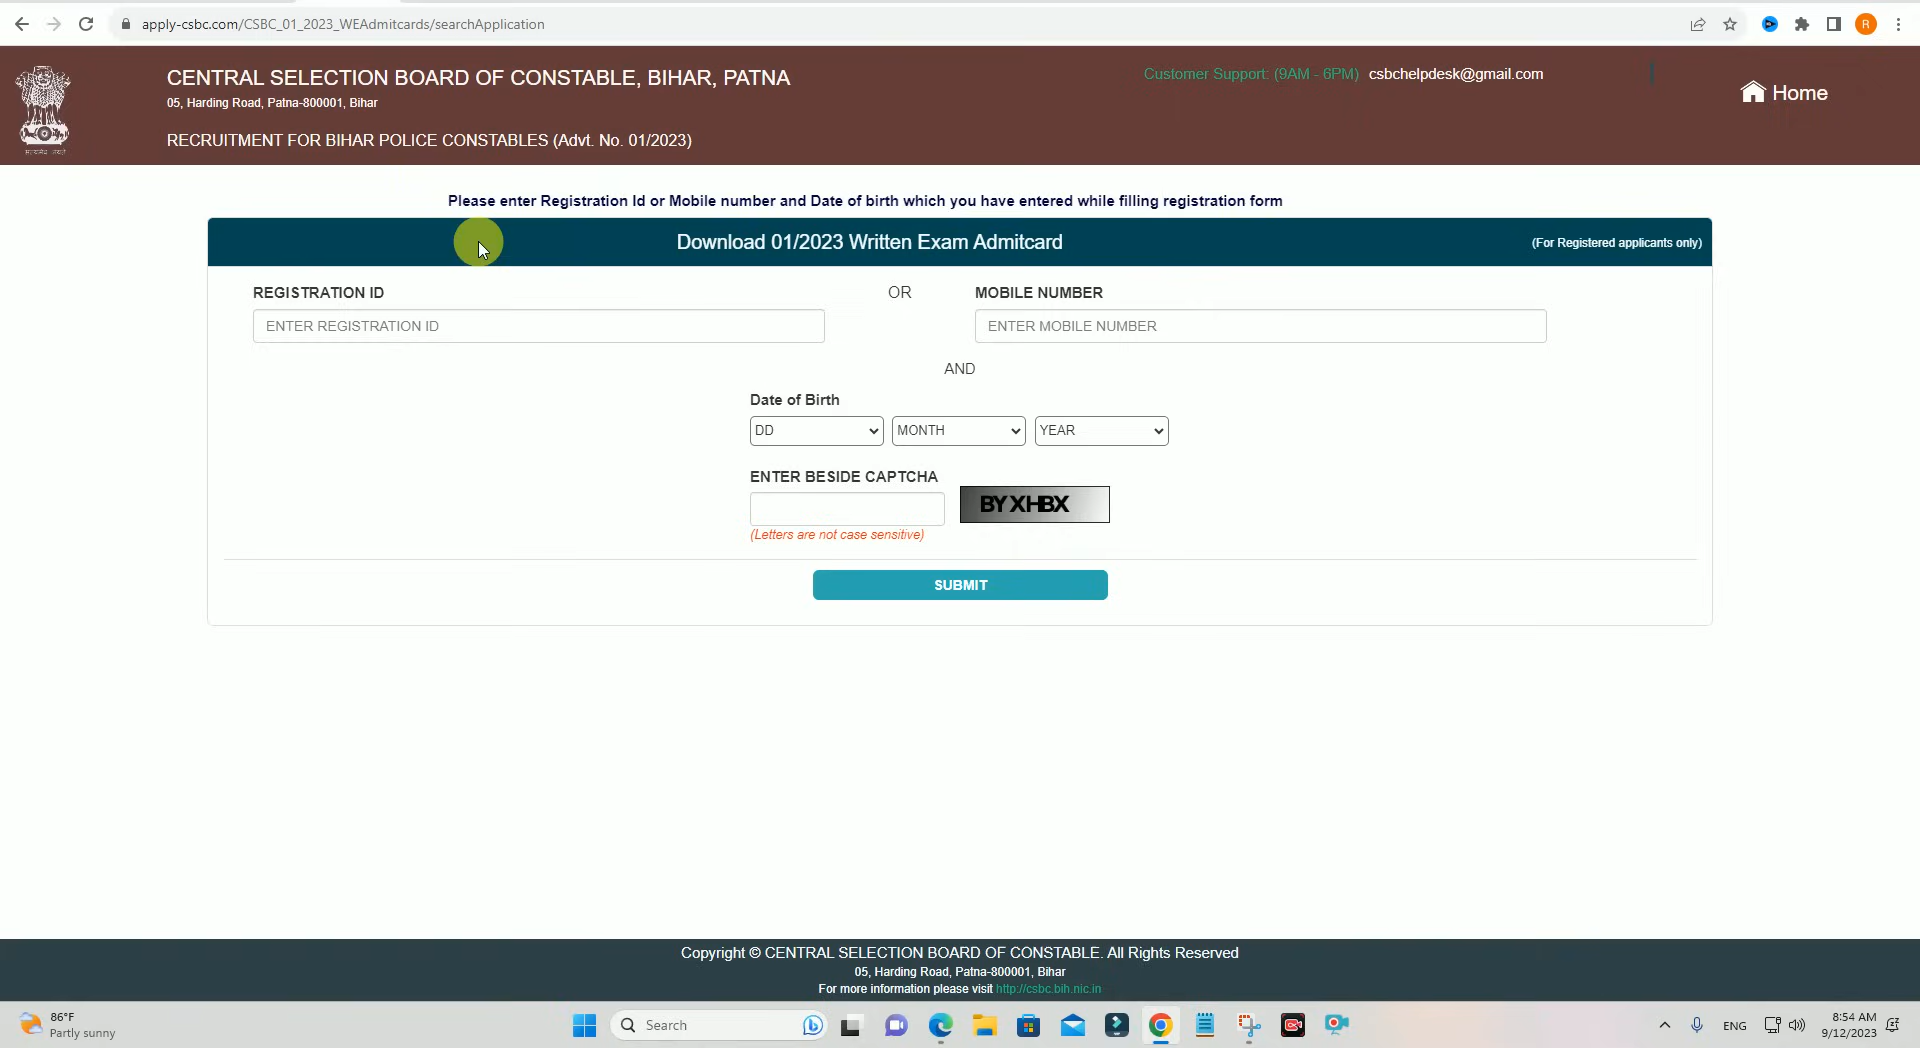 apply-csbc.com/CSBC_01_2023_WEAdmitcards/searchApplication
R
CENTRAL SELECTION BOARD OF CONSTABLE, BIHAR, PATNA
05, Harding Road, Patna-800001, Bihar
RECRUITMENT FOR BIHAR POLICE CONSTABLES (Advt. No. 01/2023)
Customer Support: (9AM - 6PM) csbchelpdesk@gmail.com
Home
Please enter Registration Id or Mobile number and Date of birth which you have entered while filling registration form
Download 01/2023 Written Exam Admitcard
(For Registered applicants only)
REGISTRATION ID
OR
MOBILE NUMBER
ENTER REGISTRATION ID
ENTER MOBILE NUMBER
AND
Date of Birth
DD
MONTH
YEAR
ENTER BESIDE CAPTCHA
BYXHBX
(Letters are not case sensitive)
SUBMIT
Copyright © CENTRAL SELECTION BOARD OF CONSTABLE. All Rights Reserved
05, Harding Road, Patna-800001, Bihar
For more information please visit http://csbc.bih.nic.in
86°F
Partly sunny
Search
ENG
8:54 AM
9/12/2023